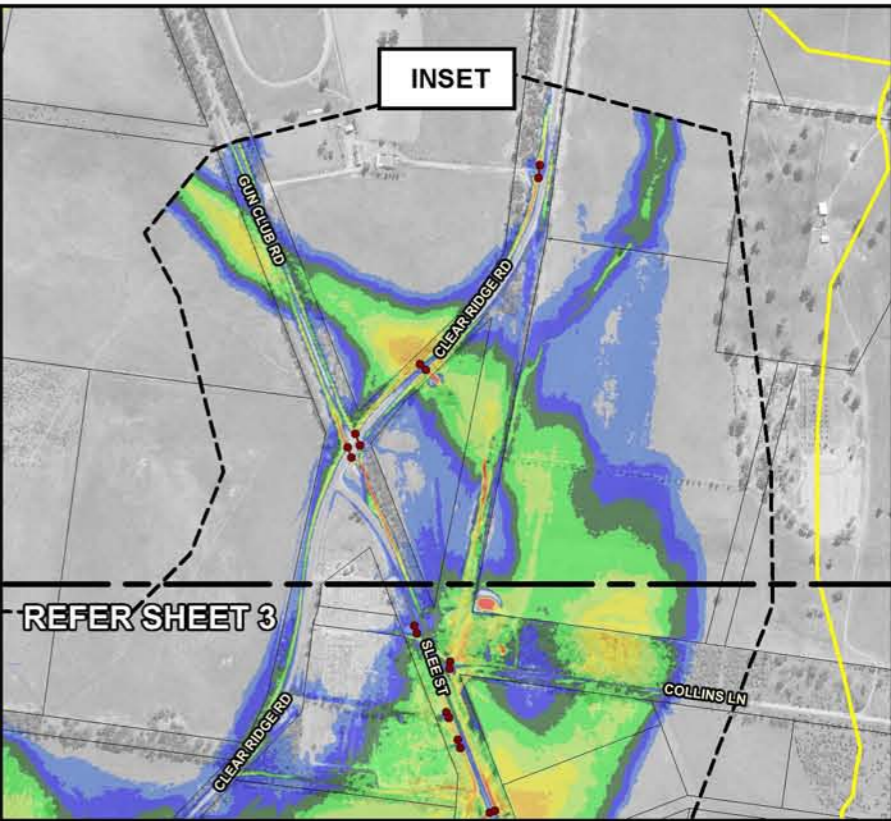 INSET
GUN CLUB RD
CLEAR RIDGE RD
REFER SHEET 3
SLEE ST
COLLINS LN
CLEAR RIDGE RD